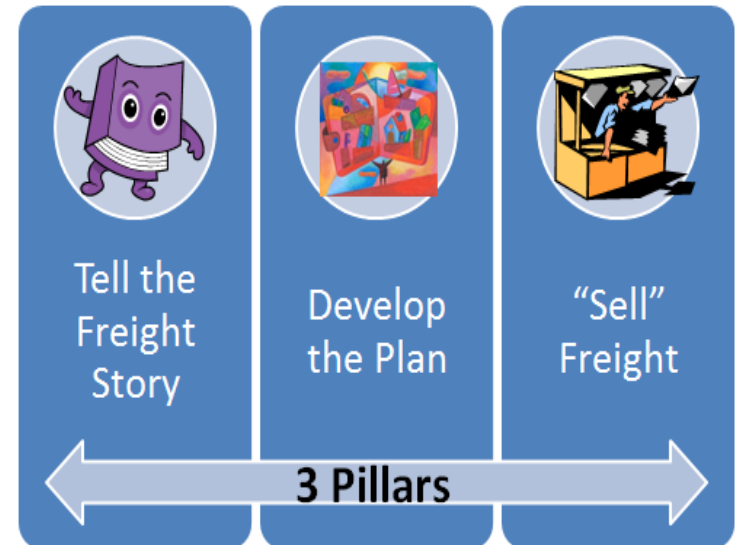 Tell the
Freight
Story
Develop
the Plan
“Sell”
Freight
3 Pillars